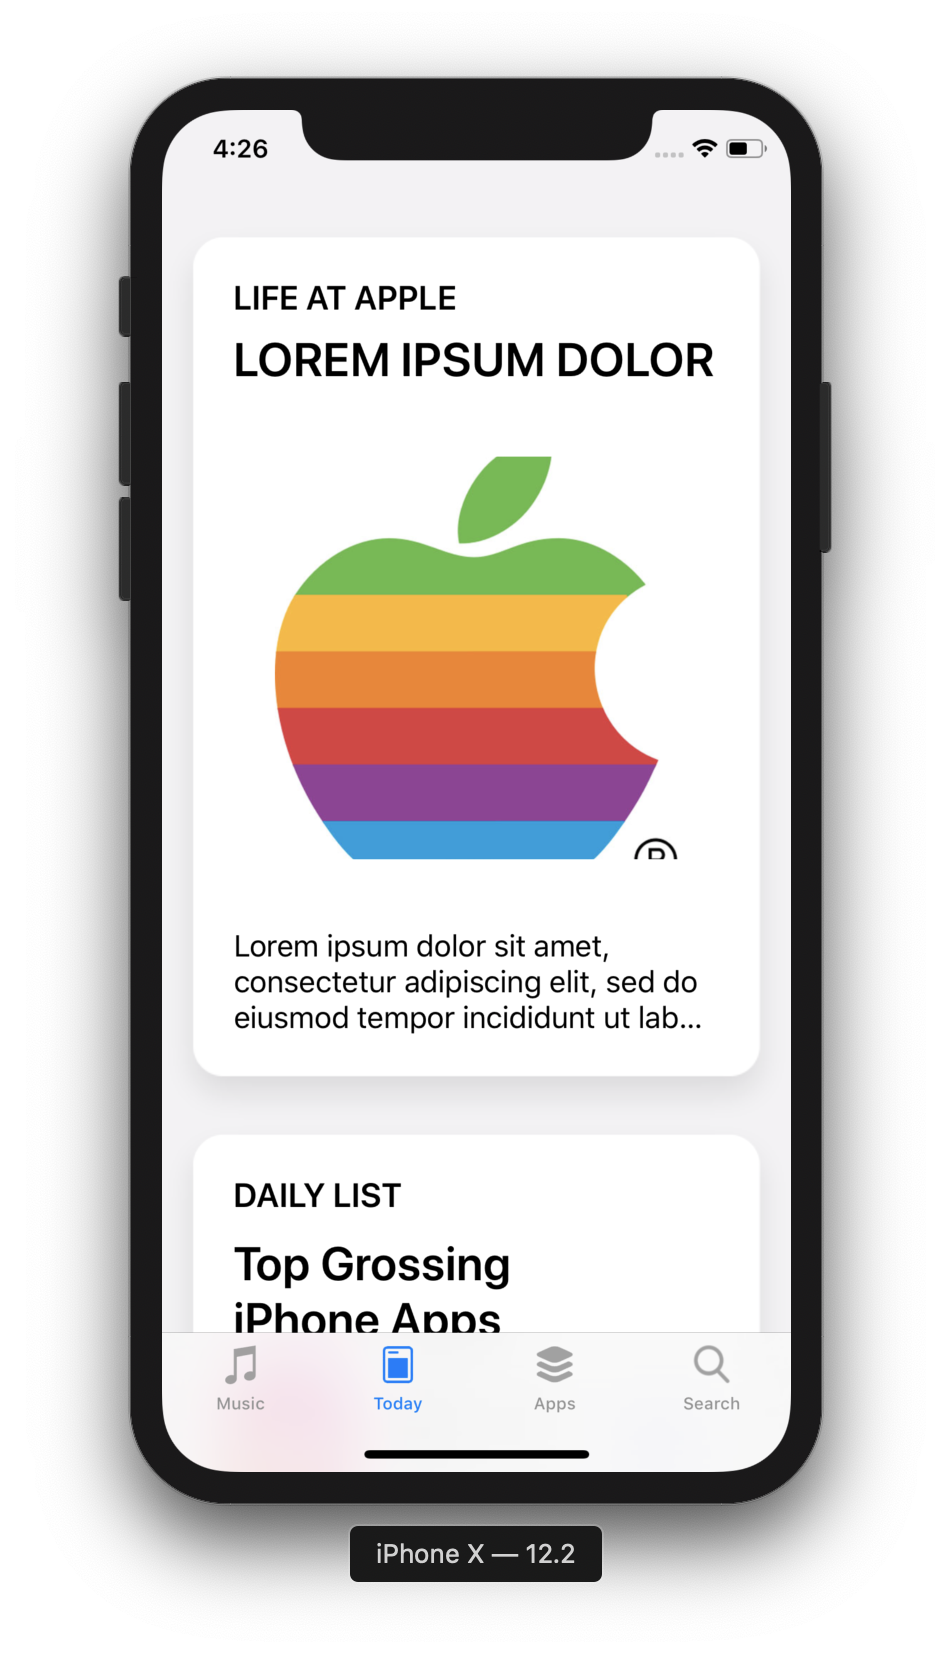 4:26
LIFE AT APPLE
LOREM IPSUM DOLOR
®
Lorem ipsum dolor sit amet,
consectetur adipiscing elit, sed do
eiusmod tempor incididunt ut lab...
DAILY LIST
Top Grossing
iPhone Apps
Music
Today
Apps
Search
iPhone X — 12.2